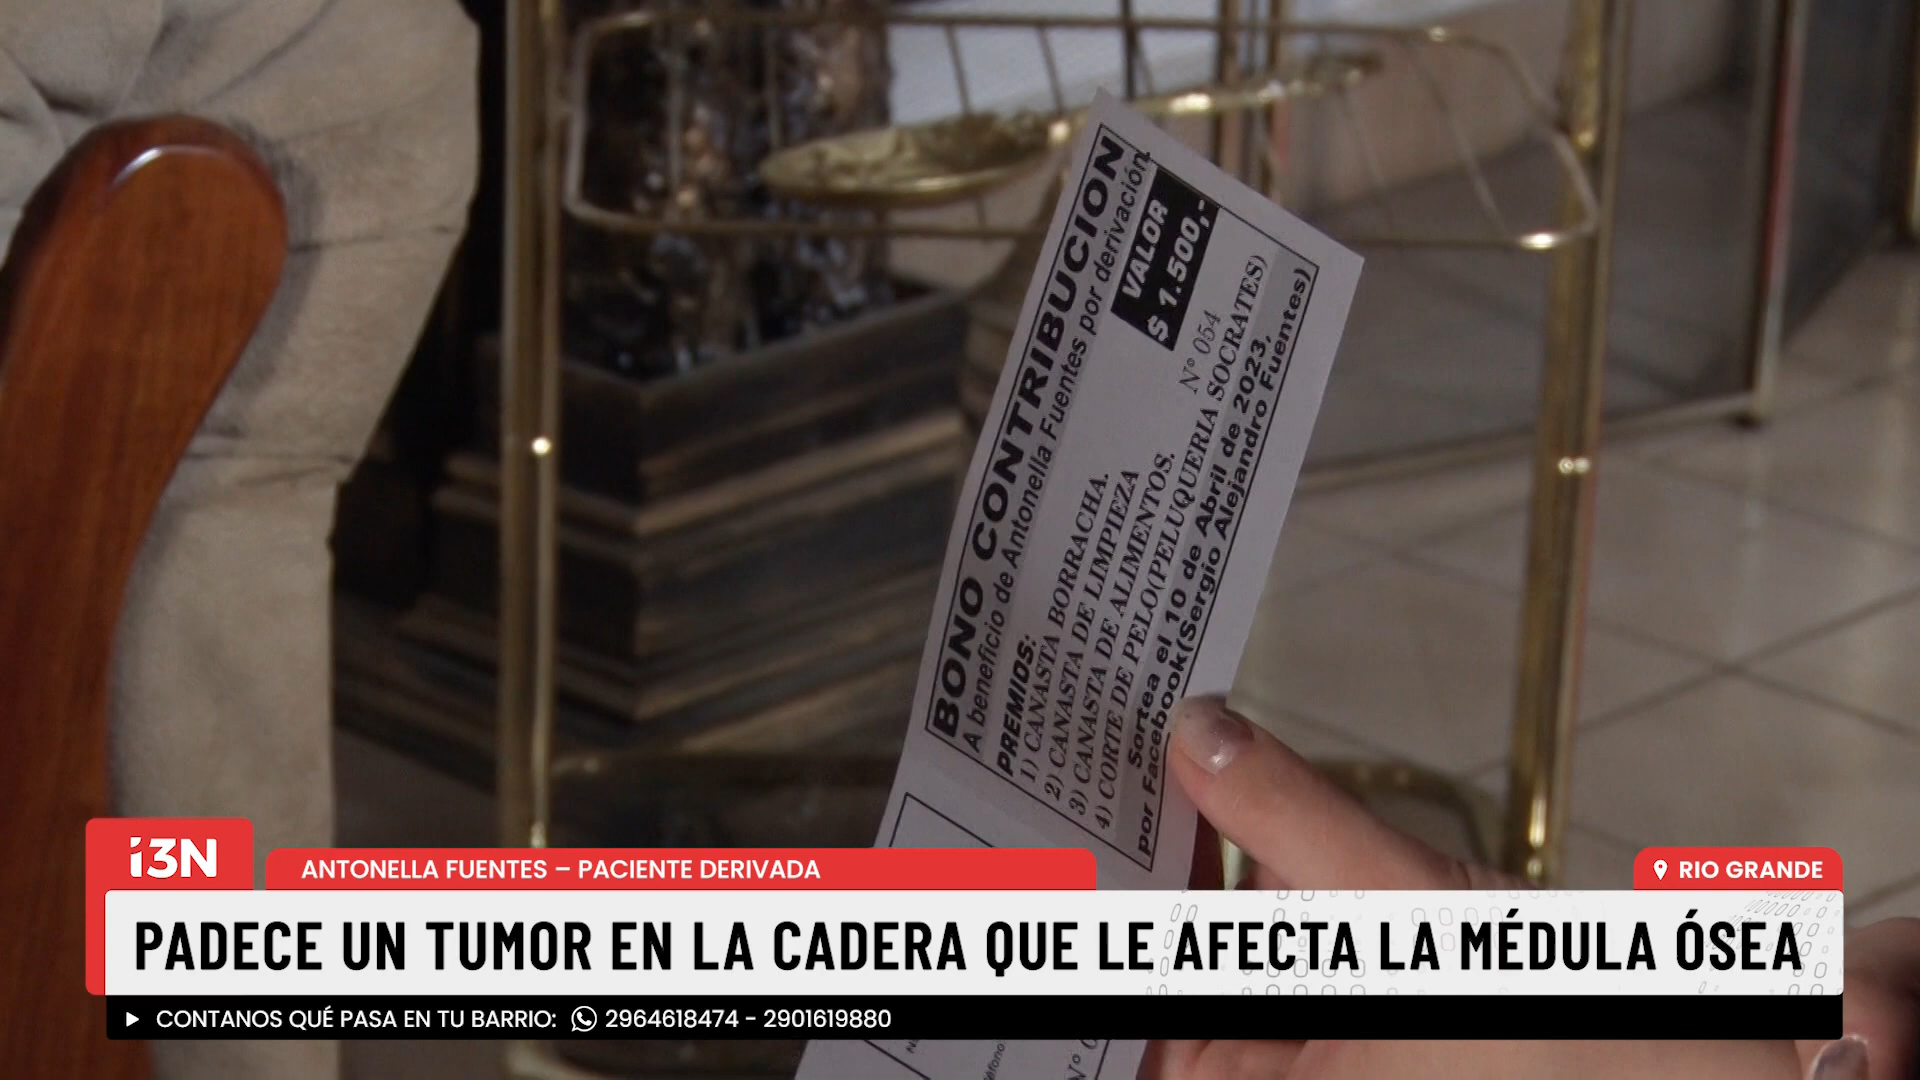 BONO CONTRIBUCION
A beneficio de Antonella Fuentes por derivación
VALOR
$ 1.500,-
PREMIOS:
N° 054
1) CANASTA BORRACHA.
2) CANASTA DE LIMPIEZA
3) CANASTA DE ALIMENTOS.
4) CORTE DE PELO(PELUQUERIA SOCRATES)
Sortea el 10 de Abril de 2023,
por Facebook(Sergio Alejandro Fuentes)
i3N
ANTONELLA FUENTES – PACIENTE DERIVADA
RIO GRANDE
PADECE UN TUMOR EN LA CADERA QUE LE AFECTA LA MÉDULA ÓSEA
CONTANOS QUÉ PASA EN TU BARRIO: 2964618474 - 2901619880